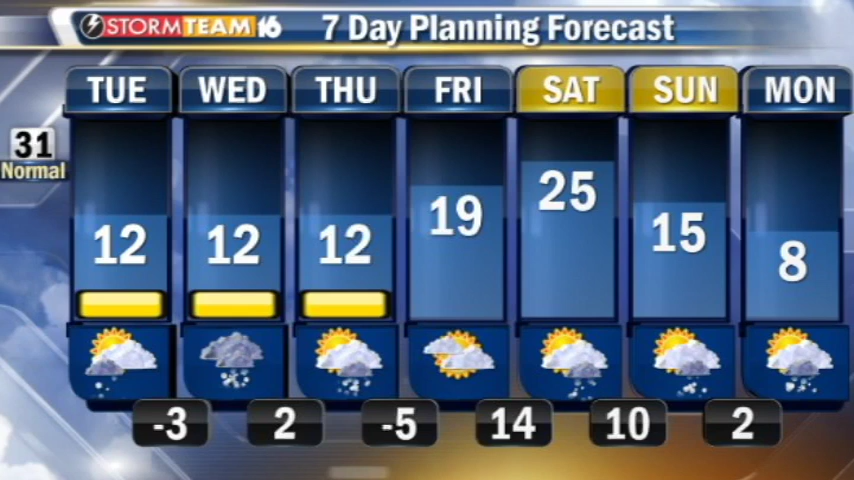 STORMTEAM16 7 Day Planning Forecast
TUE WED THU FRI SAT SUN MON
31
Normal
12 12 12 19 25 15 8
-3 2 -5 14 10 2